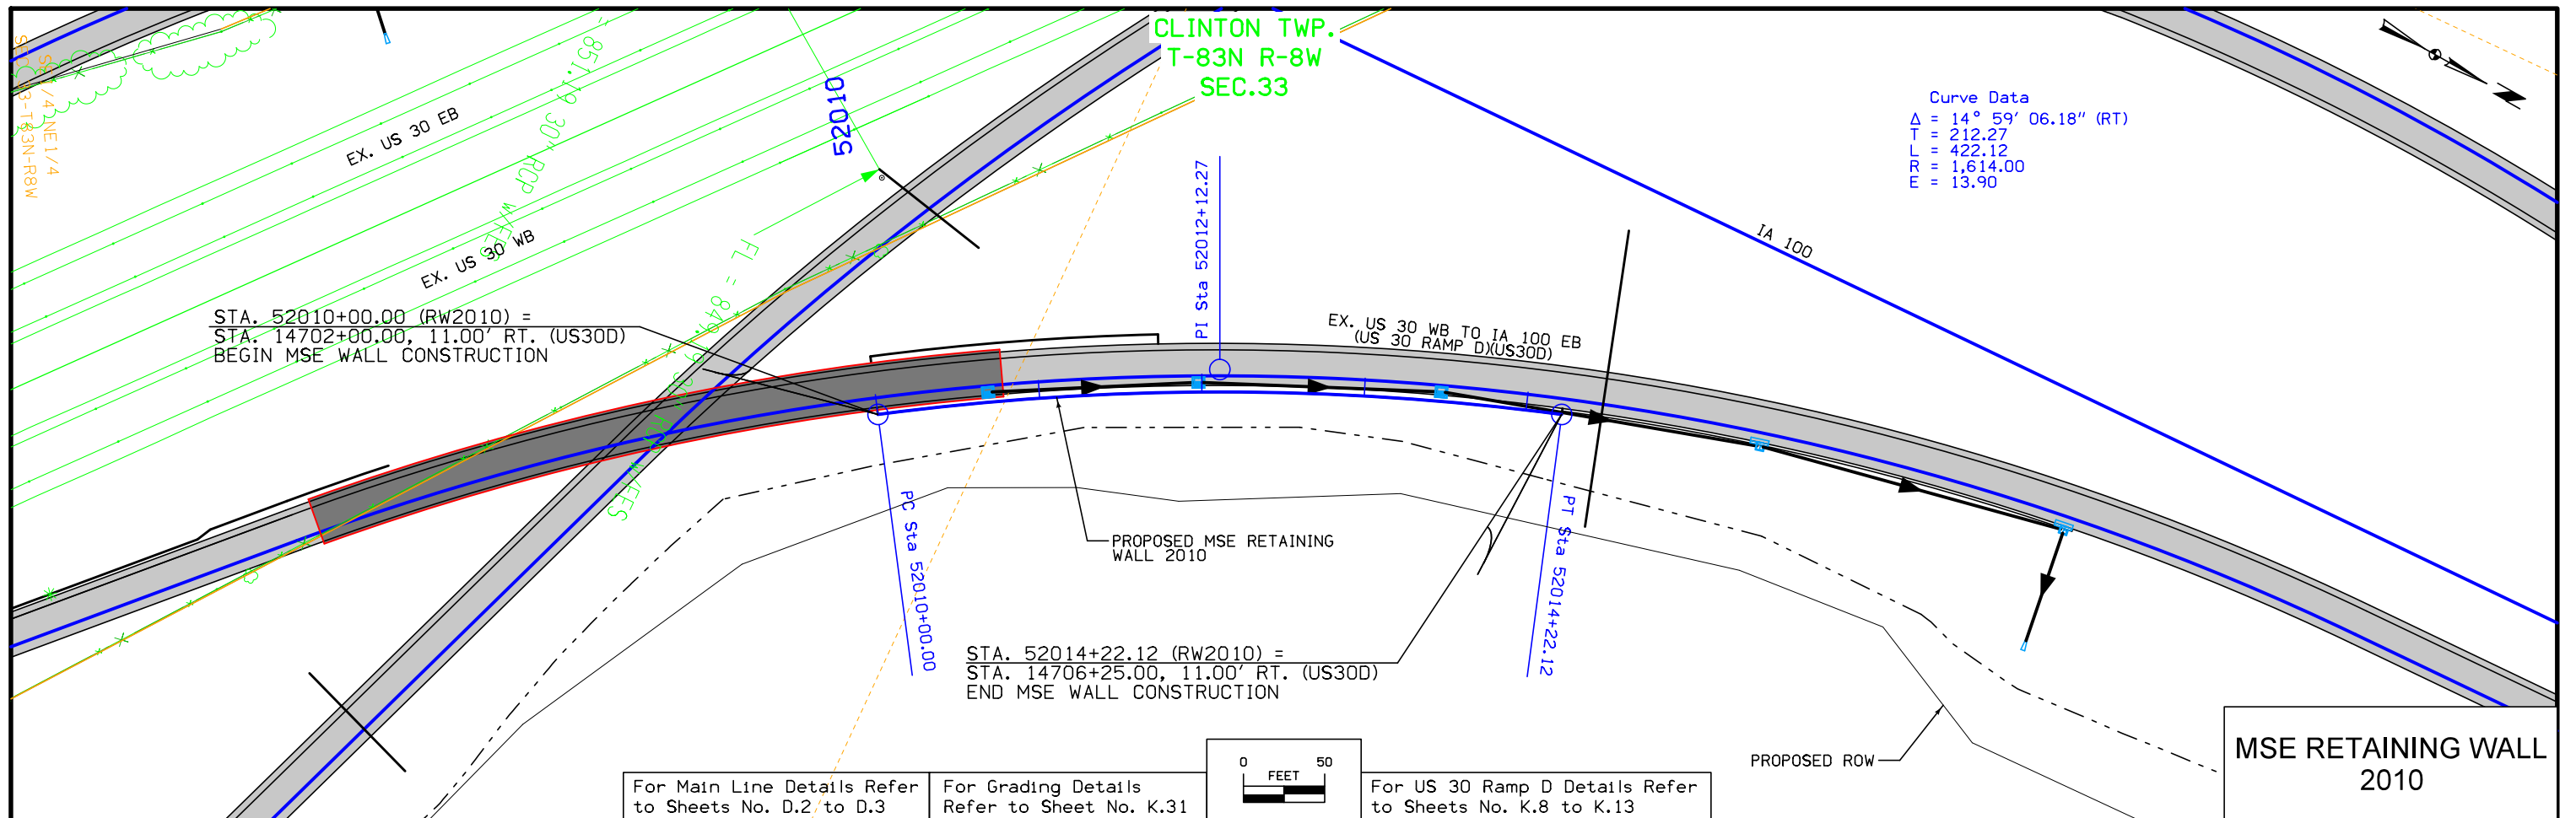 CLINTON TWP.
T-83N R-8W
SEC.33
52010
EX. US 30 EB
EX. US 30 WB
30" RCP W/FES
SE1/4 NE1/4
Curve Data
Δ = 14° 59' 06.18" (RT)
T = 212.27
L = 422.12
R = 1,614.00
E = 13.90
N
IA 100
PI Sta 52012+12.27
STA. 52010+00.00 (RW2010) =
STA. 14702+00.00, 11.00' RT. (US30D)
BEGIN MSE WALL CONSTRUCTION
EX. US 30 WB TO IA 100 EB
(US 30 RAMP D)(US30D)
PC Sta 52010+00.00
PROPOSED MSE RETAINING
WALL 2010
PT Sta 52014+22.12
STA. 52014+22.12 (RW2010) =
STA. 14706+25.00, 11.00' RT. (US30D)
END MSE WALL CONSTRUCTION
PROPOSED ROW
For Main Line Details Refer
to Sheets No. D.2 to D.3
For Grading Details
Refer to Sheet No. K.31
0 50
FEET
For US 30 Ramp D Details Refer
to Sheets No. K.8 to K.13
MSE RETAINING WALL
2010